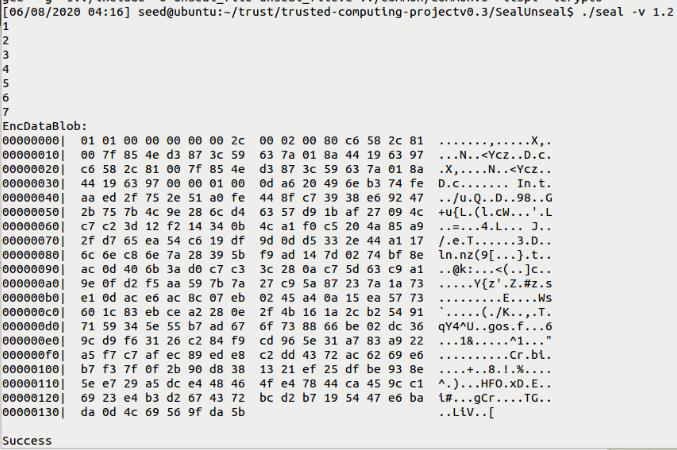 [06/08/2020 04:16] seed@ubuntu:~/trust/trusted-computing-projectv0.3/SealUnseal$ ./seal -v 1.2
1
2
3
4
5
6
7
EncDataBlob:
00000000|  01 01 00 00 00 00 00 2c  00 02 00 80 c6 58 2c 81  .......,.....X,.
00000010|  00 7f 85 4e d3 87 3c 59  63 7a 01 8a 44 19 63 97  ...N..<Ycz..D.c.
00000020|  c6 58 2c 81 00 7f 85 4e  d3 87 3c 59 63 7a 01 8a  .X,....N..<Ycz..
00000030|  44 19 63 97 00 00 01 00  0d a6 20 49 6e b3 74 fe  D.c....... In.t.
00000040|  aa ed 2f 75 2e 51 a0 fe  44 8f c7 39 38 e6 92 47  ../u.Q..D..98..G
00000050|  2b 75 7b 4c 9e 28 6c d4  63 57 d9 1b af 27 09 4c  +u{L.(l.cW...'.L
00000060|  c7 c2 3d 12 f2 14 34 0b  4c a1 f0 c5 20 4a 85 a9  ..=...4.L... J..
00000070|  2f d7 65 ea 54 c6 19 df  9d 0d d5 33 2e 44 a1 17  /.e.T......3.D..
00000080|  6c 6e c8 6e 7a 28 39 5b  f9 ad 14 7d 02 74 bf 8e  ln.nz(9[...}.t..
00000090|  ac 0d 40 6b 3a d0 c7 c3  3c 28 0a c7 5d 63 c9 a1  ..@k:...<(..]c..
000000a0|  9e 0f d2 f5 aa 59 7b 7a  27 c9 5a 87 23 7a 1a 73  .....Y{z'.Z.#z.s
000000b0|  e1 0d ac e6 ac 8c 07 eb  02 45 a4 0a 15 ea 57 73  .........E....Ws
000000c0|  60 1c 83 eb ce a2 28 0e  2f 4b 16 1a 2c b2 54 91  `.....(./K..,.T.
000000d0|  71 59 34 5e 55 b7 ad 67  6f 73 88 66 be 02 dc 36  qY4^U..gos.f...6
000000e0|  9c d9 f6 31 26 c2 84 f9  cd 96 5e 31 a7 83 a9 22  ...1&.....^1..."
000000f0|  a5 f7 c7 af ec 89 ed e8  c2 dd 43 72 ac 62 69 e6  ..........Cr.bi.
00000100|  b7 f3 7f 0f 2b 90 d8 38  13 21 ef 25 df be 93 8e  ....+..8.!.%....
00000110|  5e e7 29 a5 dc e4 48 46  4f e4 78 44 ca 45 9c c1  ^.)...HFO.xD.E..
00000120|  69 23 e4 b3 d2 67 43 72  bc d2 b7 19 54 47 e6 ba  i#...gCr....TG..
00000130|  da 0d 4c 69 56 9f da 5b                           ..LiV..[
Success